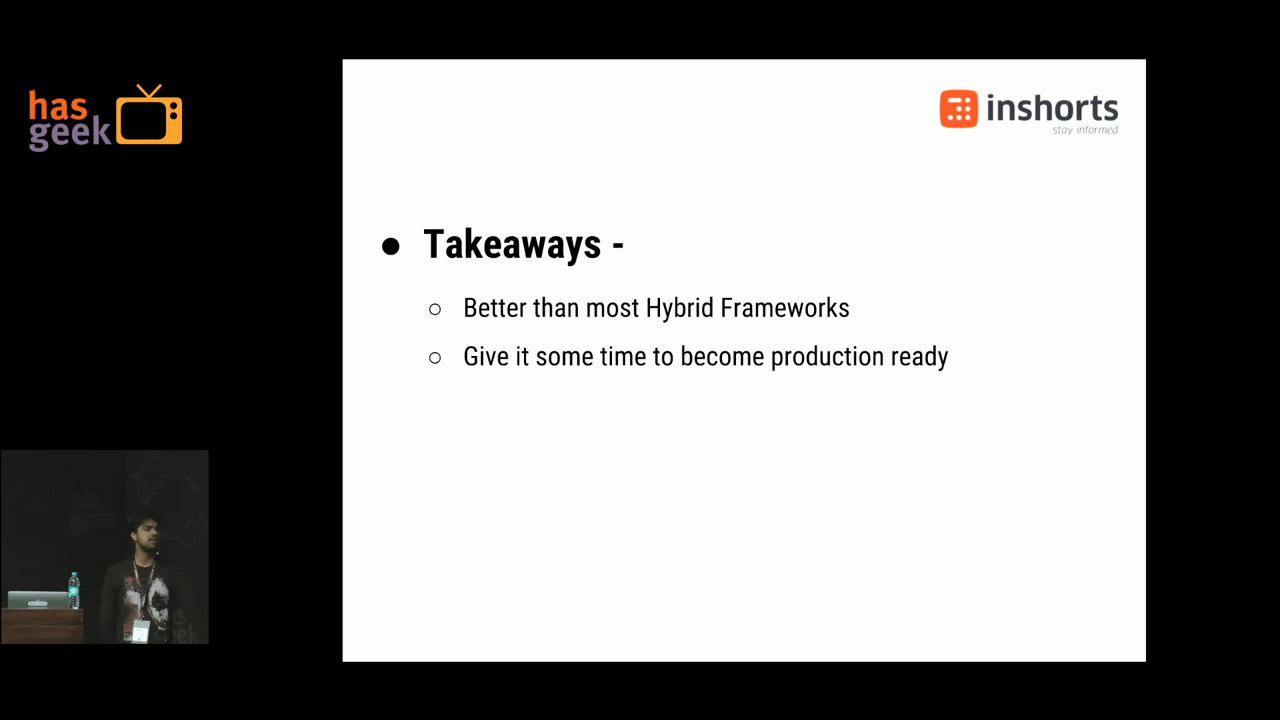 has
geek
inshorts
stay informed
● Takeaways -
○ Better than most Hybrid Frameworks
○ Give it some time to become production ready